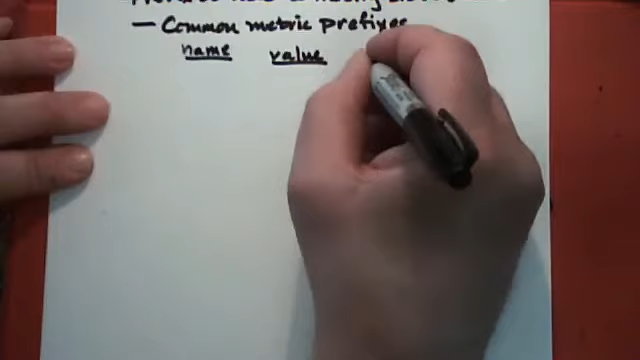 — Common metric prefixes
name value